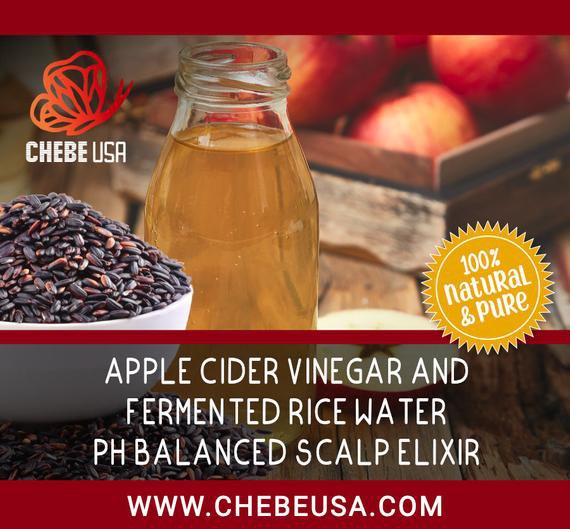 CHEBE USA
100%
naturaL
& PURE
APPLE CIDER VINEGAR AND
FERMENTED RICE WATER
PH BALANCED SCALP ELIXIR
WWW.CHEBEUSA.COM